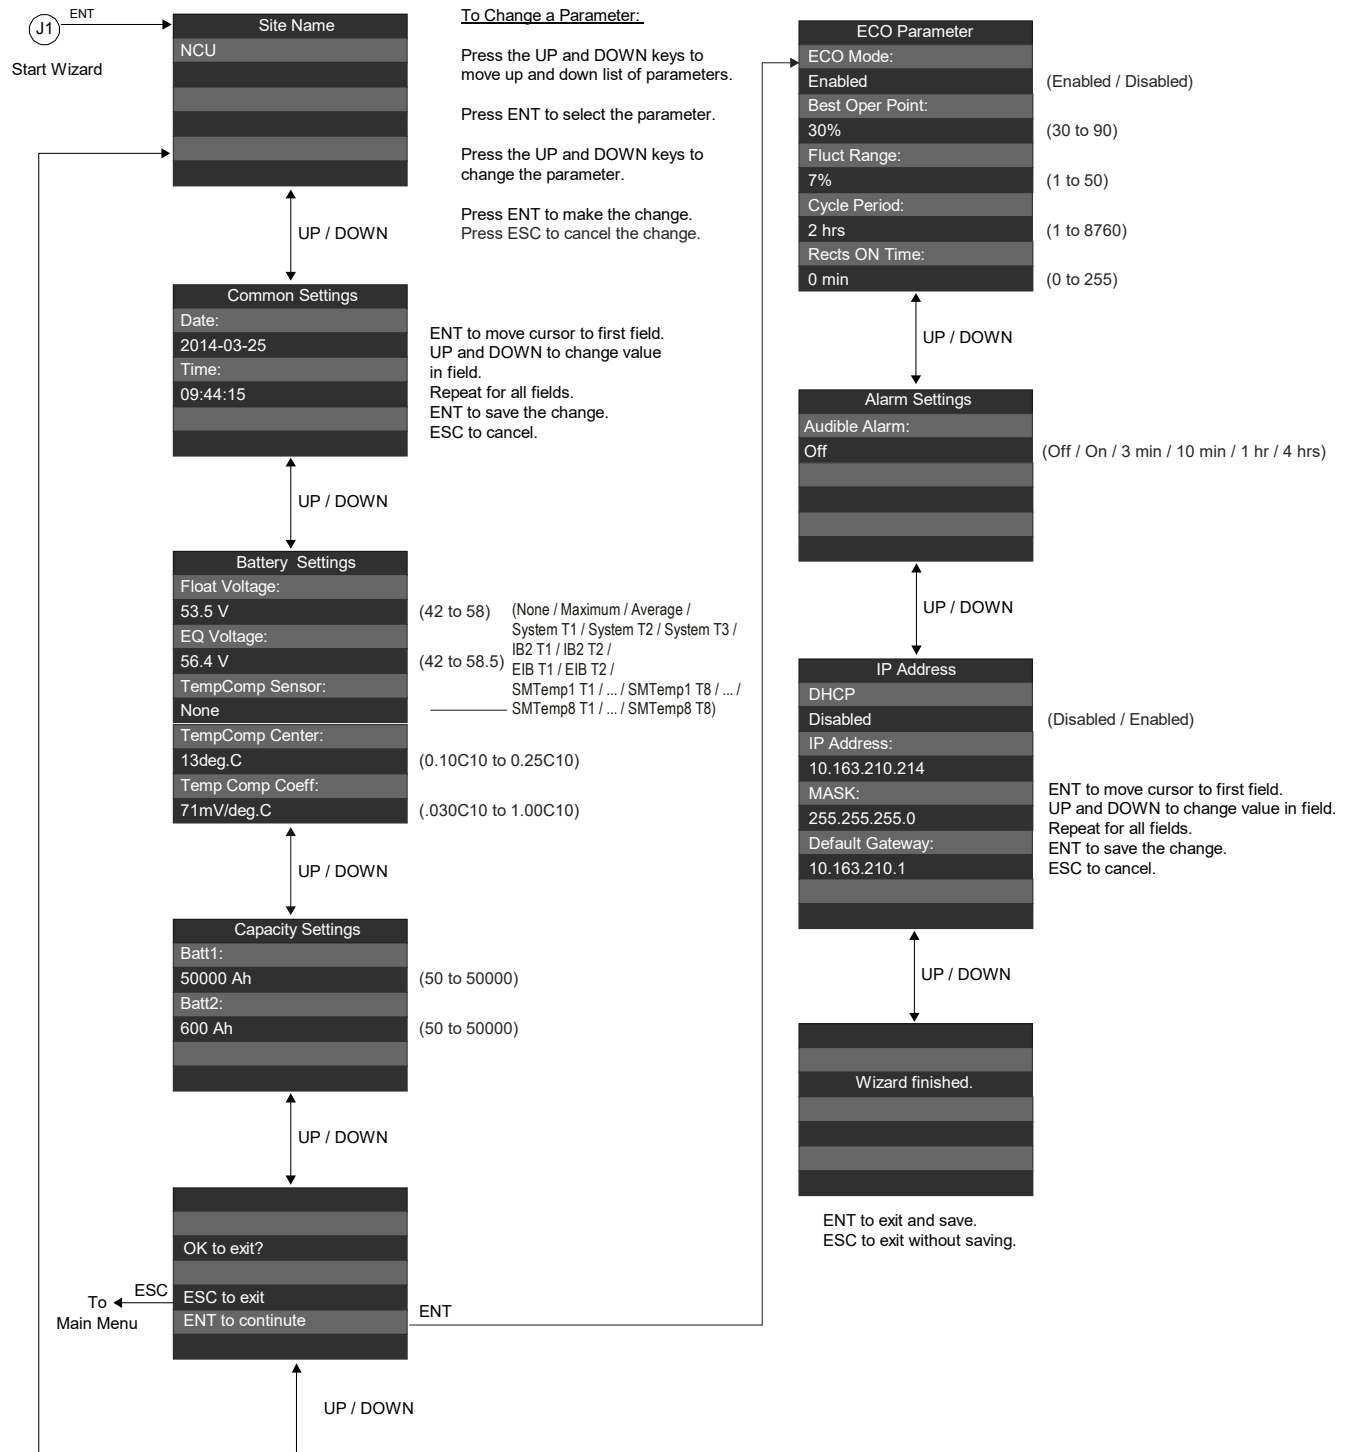 J1
ENT
Start Wizard
Site Name
NCU
To Change a Parameter:
Press the UP and DOWN keys to
move up and down list of parameters.
Press ENT to select the parameter.
Press the UP and DOWN keys to
change the parameter.
Press ENT to make the change.
Press ESC to cancel the change.
UP / DOWN
Common Settings
Date:
2014-03-25
Time:
09:44:15
ENT to move cursor to first field.
UP and DOWN to change value
in field.
Repeat for all fields.
ENT to save the change.
ESC to cancel.
UP / DOWN
Battery Settings
Float Voltage:
53.5 V
(42 to 58)
EQ Voltage:
56.4 V
(42 to 58.5)
TempComp Sensor:
None
(None / Maximum / Average /
System T1 / System T2 / System T3 /
IB2 T1 / IB2 T2 /
EIB T1 / EIB T2 /
SMTemp1 T1 / ... / SMTemp1 T8 / ... /
SMTemp8 T1 / ... / SMTemp8 T8)
TempComp Center:
13deg.C
(0.10C10 to 0.25C10)
Temp Comp Coeff:
71mV/deg.C
(.030C10 to 1.00C10)
UP / DOWN
Capacity Settings
Batt1:
50000 Ah
(50 to 50000)
Batt2:
600 Ah
(50 to 50000)
UP / DOWN
OK to exit?
ESC to exit
ENT to continute
ESC
To
Main Menu
ENT
UP / DOWN
ECO Parameter
ECO Mode:
Enabled
(Enabled / Disabled)
Best Oper Point:
30%
(30 to 90)
Fluct Range:
7%
(1 to 50)
Cycle Period:
2 hrs
(1 to 8760)
Rects ON Time:
0 min
(0 to 255)
UP / DOWN
Alarm Settings
Audible Alarm:
Off
(Off / On / 3 min / 10 min / 1 hr / 4 hrs)
UP / DOWN
IP Address
DHCP
Disabled
(Disabled / Enabled)
IP Address:
10.163.210.214
MASK:
255.255.255.0
Default Gateway:
10.163.210.1
ENT to move cursor to first field.
UP and DOWN to change value in field.
Repeat for all fields.
ENT to save the change.
ESC to cancel.
UP / DOWN
Wizard finished.
ENT to exit and save.
ESC to exit without saving.